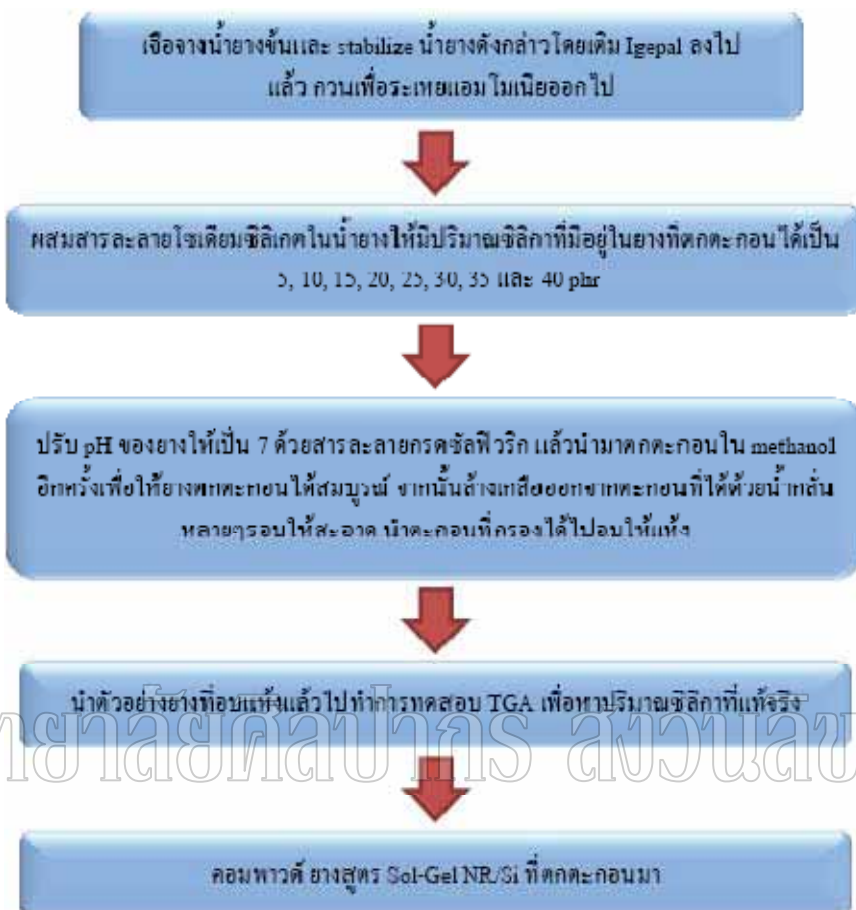 เจือจางน้ำยางข้นและ stabilize น้ำยางดังกล่าวโดยเติม Igepal ลงไป
แล้ว กวนเพื่อระเหยแอมโมเนียออกไป
ผสมสารละลายโซเดียมซิลิเกตในน้ำยางให้มีปริมาณซิลิกาที่มีอยู่ในยางที่ตกตะกอนได้เป็น
5, 10, 15, 20, 25, 30, 35 และ 40 phr
ปรับ pH ของยางให้เป็น 7 ด้วยสารละลายกรดซัลฟิวริก แล้วนำมาตกตะกอนใน methanol
อีกครั้งเพื่อให้ยางตกตะกอนได้สมบูรณ์ จากนั้นล้างเกลือออกจากตะกอนที่ได้ด้วยน้ำกลั่น
หลายๆรอบให้สะอาด นำตะกอนที่กรองได้ไปอบให้แห้ง
นำตัวอย่างยางที่อบแห้งแล้วไปทำการทดสอบ TGA เพื่อหาปริมาณซิลิกาที่แท้จริง
ทยาลัยศิลปากร สงวนลิข
คอมพาวด์ ยางสูตร Sol-Gel NR/Si ที่ตกตะกอนมา